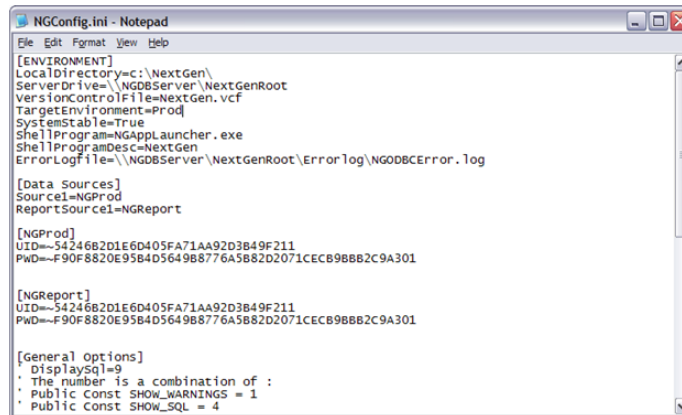 NGConfig.ini - Notepad
File Edit Format View Help
[ENVIRONMENT]
LocalDirectory=c:\NextGen\
ServerDrive=\\NGDBServer\NextGenRoot
VersionControlFile=NextGen.vcf
TargetEnvironment=Prod
SystemStable=True
ShellProgram=NGAppLauncher.exe
ShellProgramDesc=NextGen
ErrorLogfile=\\NGDBServer\NextGenRoot\Errorlog\NGODBCError.log
[Data Sources]
Source1=NGProd
ReportSource1=NGReport
[NGProd]
UID=~54246B2D1E6D405FA71AA92D3B49F211
PWD=~F90F8820E95B4D5649B8776A5B82D2071CECB9BBB2C9A301
[NGReport]
UID=~54246B2D1E6D405FA71AA92D3B49F211
PWD=~F90F8820E95B4D5649B8776A5B82D2071CECB9BBB2C9A301
[General Options]
' DisplaySql=9
' The number is a combination of :
' Public Const SHOW_WARNINGS = 1
' Public Const SHOW_SQL = 4